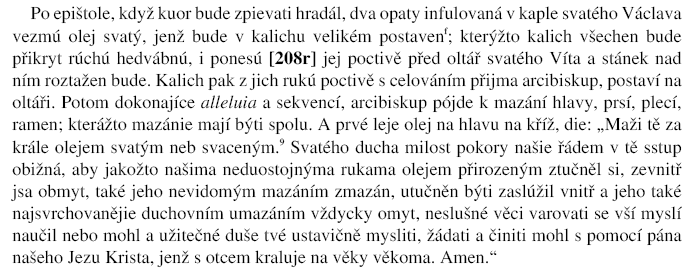 Po epištole, když kuor bude zpievati hradál, dva opaty infulovaná v kaple svatého Václava
vezmú olej svatý, jenž bude v kalichu velikém postavenᶠ; kterýžto kalich všechen bude
přikryt rúchú hedvábnú, i ponesú [208r] jej poctivě před oltář svatého Víta a stánek nad
ním roztažen bude. Kalich pak z jich rukú poctivě s celováním přijma arcibiskup, postaví na
oltáři. Potom dokonajíce alleluia a sekvencí, arcibiskup pójde k mazání hlavy, prsí, plecí,
ramen; kterážto mazánie mají býti spolu. A prvé leje olej na hlavu na kříž, die: „Maži tě za
krále olejem svatým neb svaceným.⁹ Svatého ducha milost pokory našie řádem v tě sstup
obižná, aby jakožto našima neduostojnýma rukama olejem přirozeným ztučněl si, zevnitř
jsa obmyt, také jeho nevidomým mazáním zmazán, utučněn býti zaslúžil vnitř a jeho také
najsvrchovanějie duchovním umazáním vždycky omyt, neslušné věci varovati se vší myslí
naučil nebo mohl a užitečné duše tvé ustavičně mysliti, žádati a činiti mohl s pomocí pána
našeho Jezu Krista, jenž s otcem kraluje na věky věkoma. Amen.“